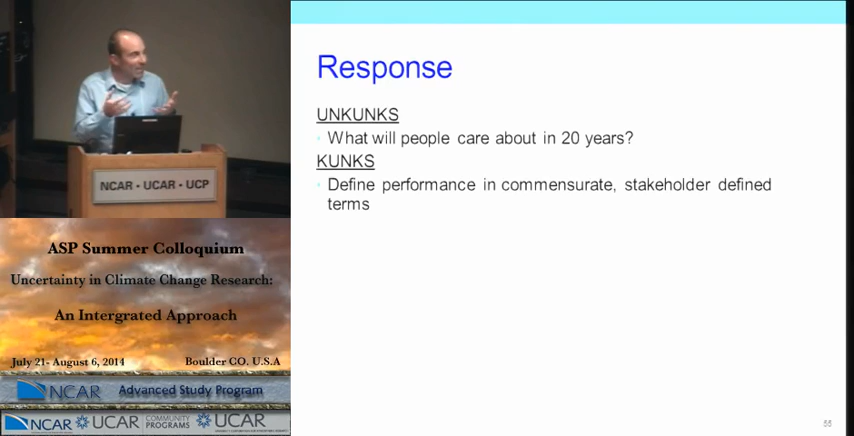 NCAR - UCAR - UCP
ASP Summer Colloquium
Uncertainty in Climate Change Research:
An Intergrated Approach
July 21- August 6, 2014 Boulder CO. U.S.A
NCAR Advanced Study Program
NCAR UCAR COMMUNITY PROGRAMS UCAR
Response
UNKUNKS
What will people care about in 20 years?
KUNKS
Define performance in commensurate, stakeholder defined
terms
55